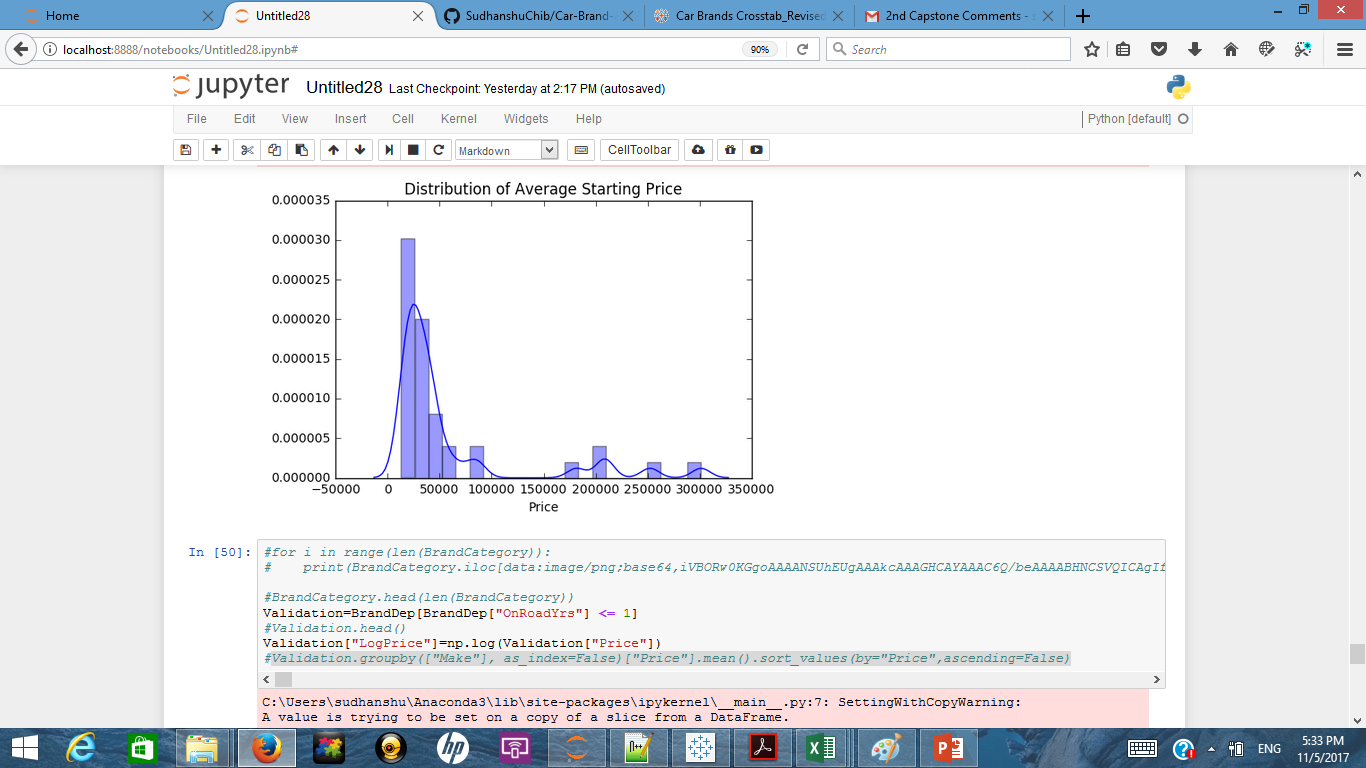 Home
Untitled28
SudhanshuChib/Car-Brand-
Car Brands Crosstab_Revised
2nd Capstone Comments - s
localhost:8888/notebooks/Untitled28.ipynb#
90%
Search
jupyter Untitled28 Last Checkpoint: Yesterday at 2:17 PM (autosaved)
File Edit View Insert Cell Kernel Widgets Help
Python [default]
Markdown
CellToolbar
Distribution of Average Starting Price
0.000035
0.000030
0.000025
0.000020
0.000015
0.000010
0.000005
0.000000
−50000 0 50000 100000 150000 200000 250000 300000 350000
Price
In [50]:
#for i in range(len(BrandCategory)):
#    print(BrandCategory.iloc[data:image/png;base64,iVBORw0KGgoAAAANSUhEUgAAAkcAAAGHCAYAAAC6Q/beAAAABHNCSVQICAgIf
#BrandCategory.head(len(BrandCategory))
Validation=BrandDep[BrandDep["OnRoadYrs"] <= 1]
#Validation.head()
Validation["LogPrice"]=np.log(Validation["Price"])
#Validation.groupby(["Make"], as_index=False)["Price"].mean().sort_values(by="Price",ascending=False)
C:\Users\sudhanshu\Anaconda3\lib\site-packages\ipykernel\__main__.py:7: SettingWithCopyWarning:
A value is trying to be set on a copy of a slice from a DataFrame.
hp
ENG
5:33 PM
11/5/2017